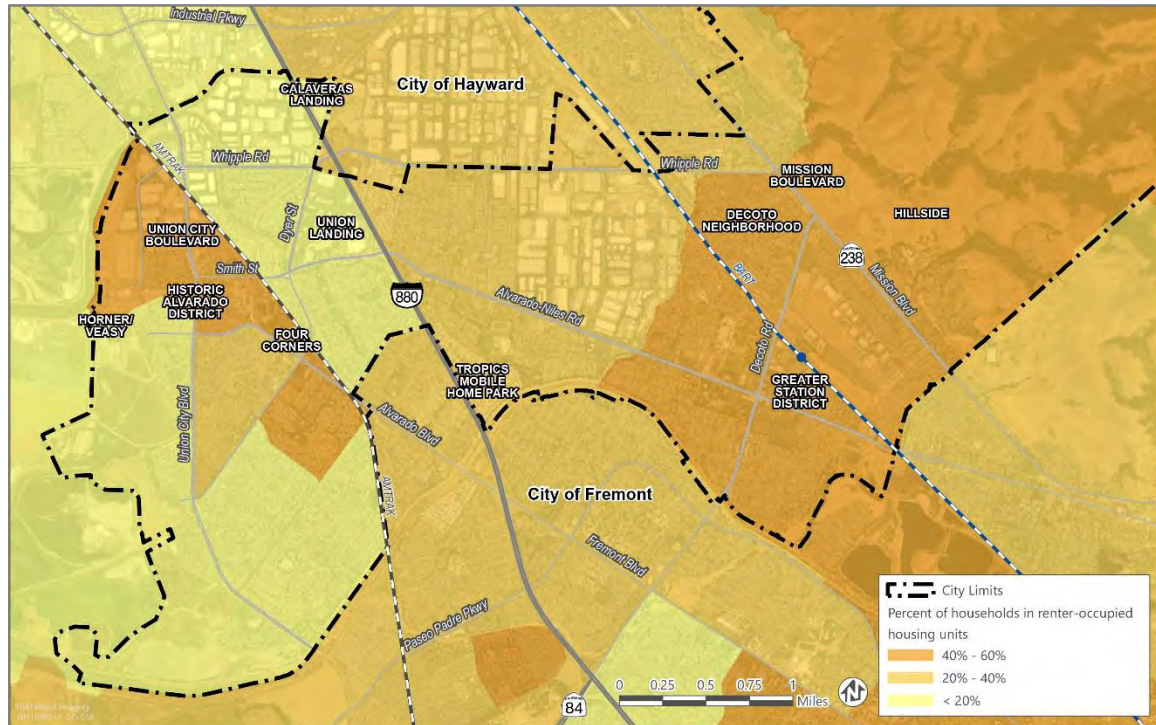 Industrial Pkwy
CALAVERAS
LANDING
City of Hayward
AMTRAK
Whipple Rd
Whipple Rd
MISSION
BOULEVARD
UNION CITY
BOULEVARD
Dyer St
UNION
LANDING
DECOTO
NEIGHBORHOOD
HILLSIDE
238
Smith St
BART
Mission Blvd
HORNER/
VEASY
HISTORIC
ALVARADO
DISTRICT
880
Alvarado-Niles Rd
FOUR
CORNERS
Decoto Rd
TROPICS
MOBILE
HOME PARK
GREATER
STATION
DISTRICT
Union City Blvd
Alvarado Blvd
AMTRAK
City of Fremont
Fremont Blvd
Paseo Padre Pkwy
84
0 0.25 0.5 0.75 1
Miles
N
City Limits
Percent of households in renter-occupied
housing units
40% - 60%
20% - 40%
< 20%